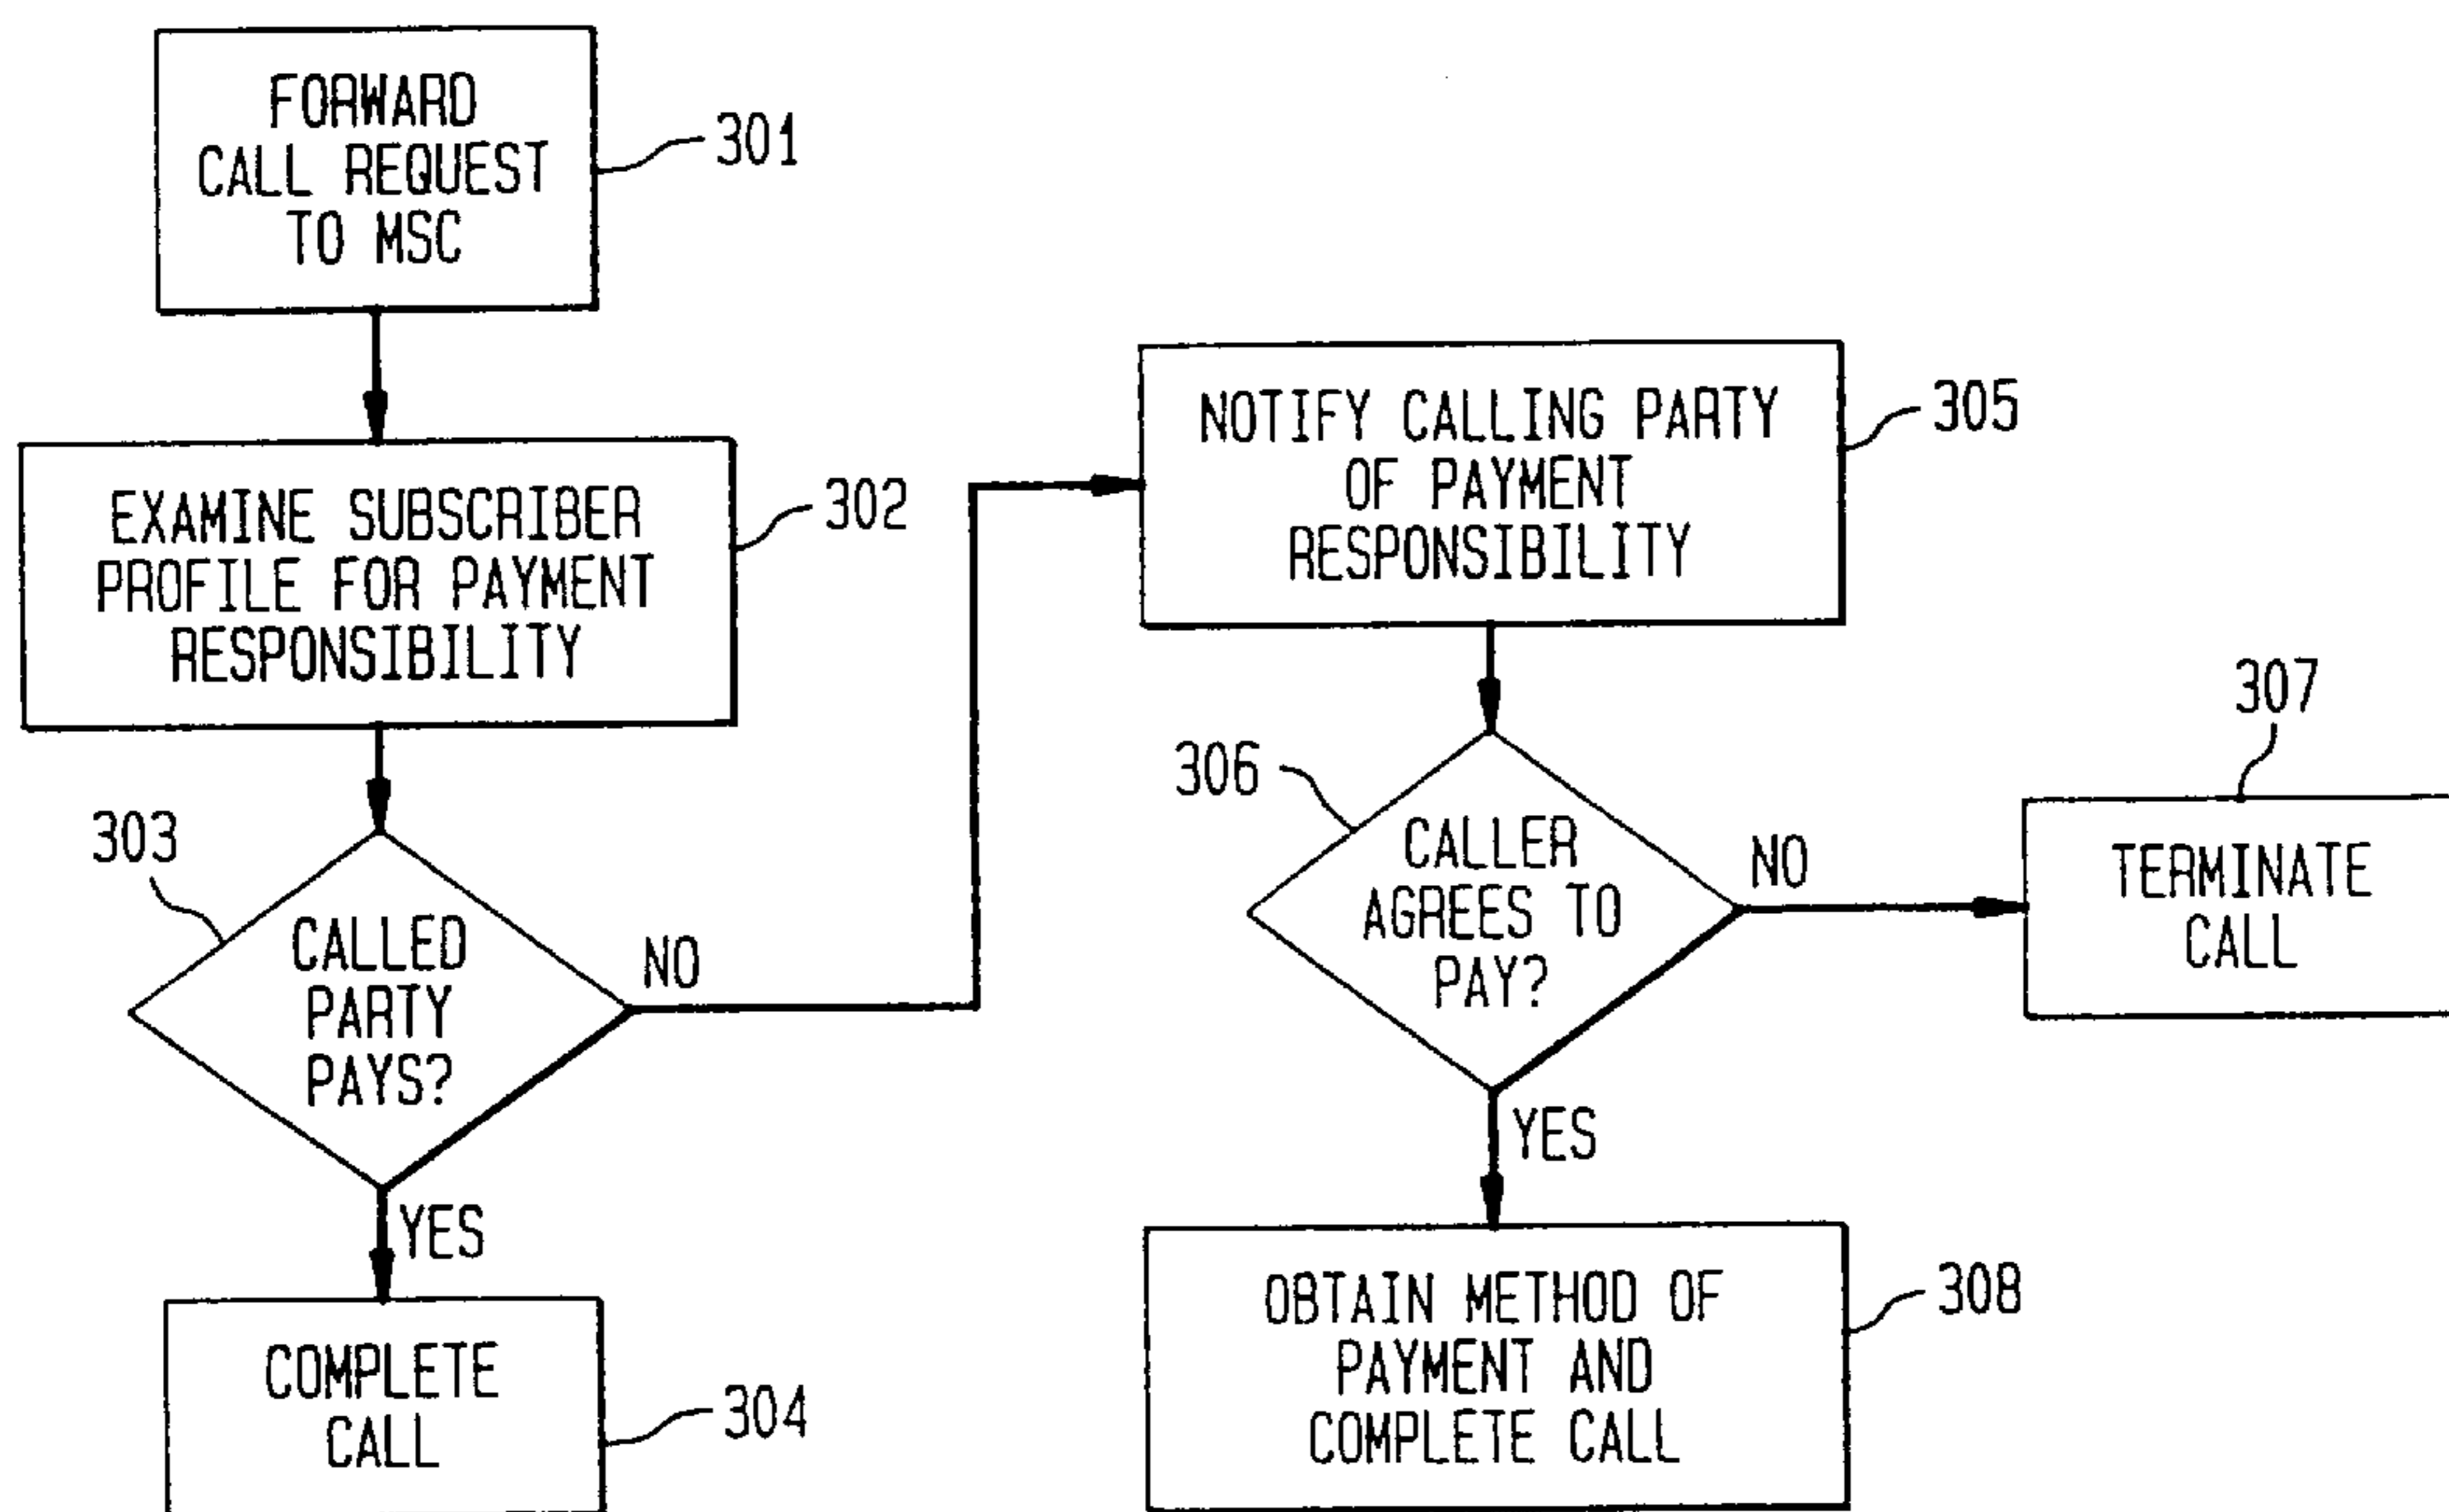 FORWARD
CALL REQUEST
TO MSC
301
EXAMINE SUBSCRIBER
PROFILE FOR PAYMENT
RESPONSIBILITY
302
303
CALLED
PARTY
PAYS?
NO
YES
COMPLETE
CALL
304
NOTIFY CALLING PARTY
OF PAYMENT
RESPONSIBILITY
305
306
CALLER
AGREES TO
PAY?
NO
307
TERMINATE
CALL
YES
OBTAIN METHOD OF
PAYMENT AND
COMPLETE CALL
308